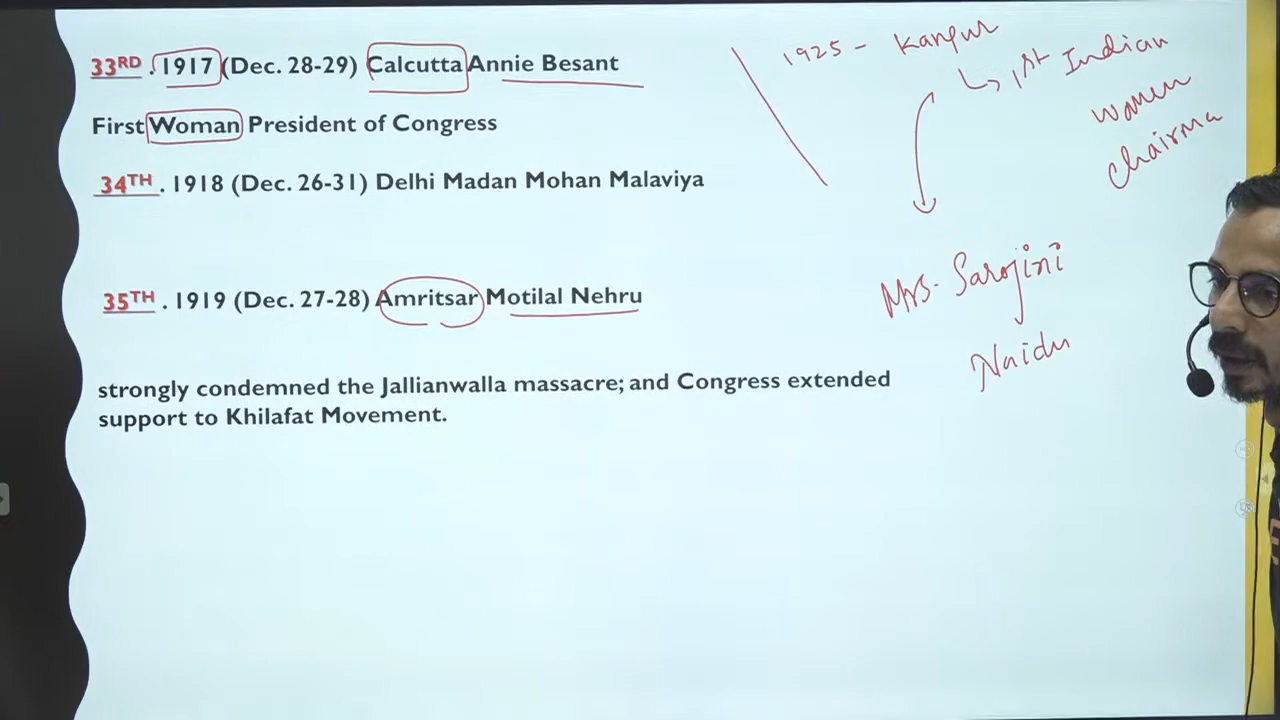 33RD . 1917 (Dec. 28-29) Calcutta Annie Besant
First Woman President of Congress
34TH . 1918 (Dec. 26-31) Delhi Madan Mohan Malaviya
35TH . 1919 (Dec. 27-28) Amritsar Motilal Nehru
strongly condemned the Jallianwalla massacre; and Congress extended
support to Khilafat Movement.
1925 - Kanpur
1st Indian
women
chairma
Mrs. Sarojini
Naidu